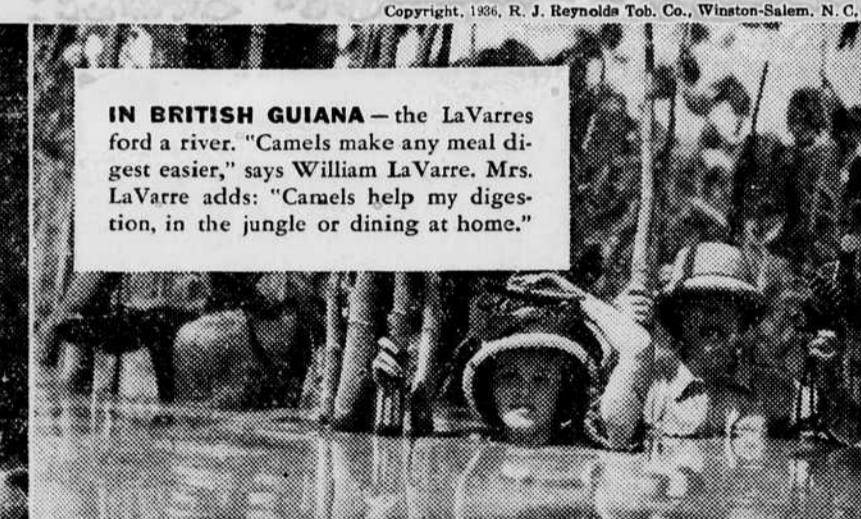 Copyright, 1936, R. J. Reynolds Tob. Co., Winston-Salem, N. C.
IN BRITISH GUIANA — the LaVarres
ford a river. "Camels make any meal di-
gest easier," says William LaVarre. Mrs.
LaVarre adds: "Camels help my diges-
tion, in the jungle or dining at home."